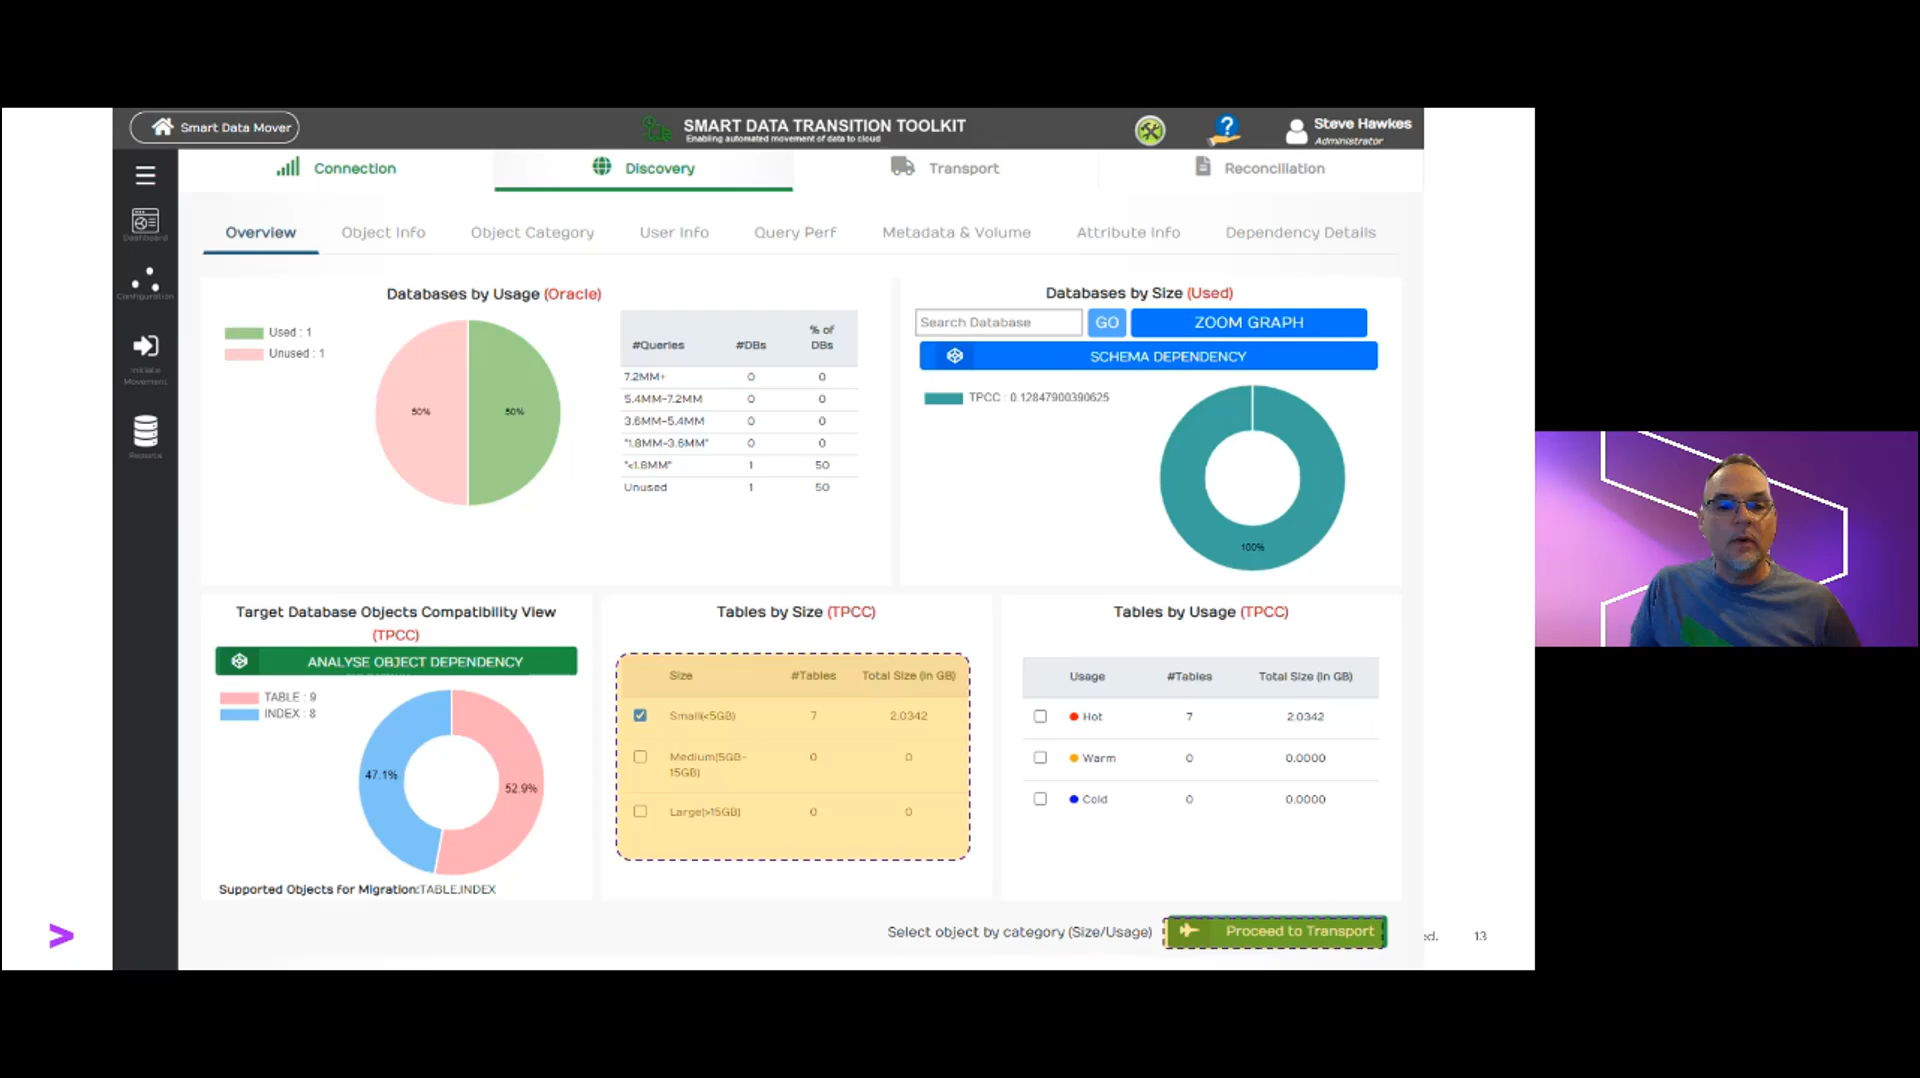 Smart Data Mover
SMART DATA TRANSITION TOOLKIT
Enabling automated movement of data to cloud
Steve Hawkes
Administrator
Connection
Discovery
Transport
Reconciliation
Dashboard
Configuration
Initiate
Movement
Reports
Overview
Object Info
Object Category
User Info
Query Perf
Metadata & Volume
Attribute Info
Dependency Details
Databases by Usage (Oracle)
Used : 1
Unused : 1
50%
50%
#Queries #DBs % of DBs
7.2MM+ 0 0
5.4MM-7.2MM 0 0
3.6MM-5.4MM 0 0
"1.8MM-3.6MM" 0 0
"<1.8MM" 1 50
Unused 1 50
Databases by Size (Used)
Search Database
GO
ZOOM GRAPH
SCHEMA DEPENDENCY
TPCC : 0.12847900390625
100%
Target Database Objects Compatibility View
(TPCC)
ANALYSE OBJECT DEPENDENCY
TABLE : 9
INDEX : 8
47.1%
52.9%
Supported Objects for Migration:TABLE,INDEX
Tables by Size (TPCC)
Size #Tables Total Size (In GB)
Small(<5GB) 7 2.0342
Medium(5GB-
15GB) 0 0
Large(>15GB) 0 0
Tables by Usage (TPCC)
Usage #Tables Total Size (In GB)
Hot 7 2.0342
Warm 0 0.0000
Cold 0 0.0000
Select object by category (Size/Usage)
Proceed to Transport
13